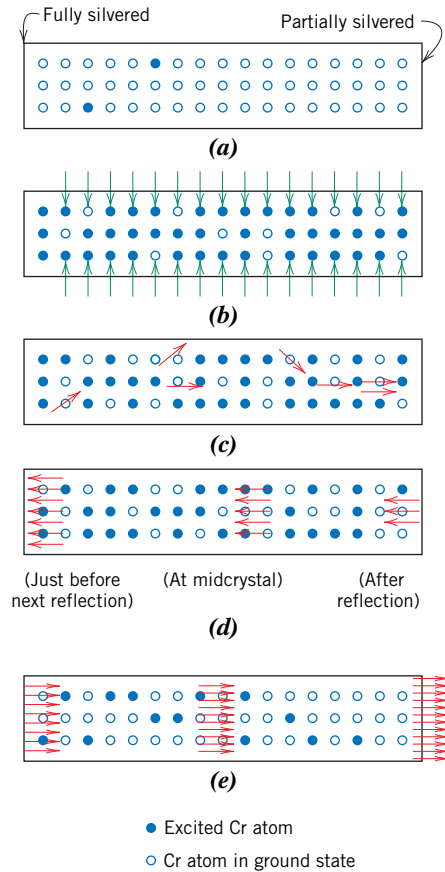 Fully silvered
Partially silvered
(a)
(b)
(c)
(Just before
next reflection)
(At midcrystal)
(After
reflection)
(d)
(e)
Excited Cr atom
Cr atom in ground state